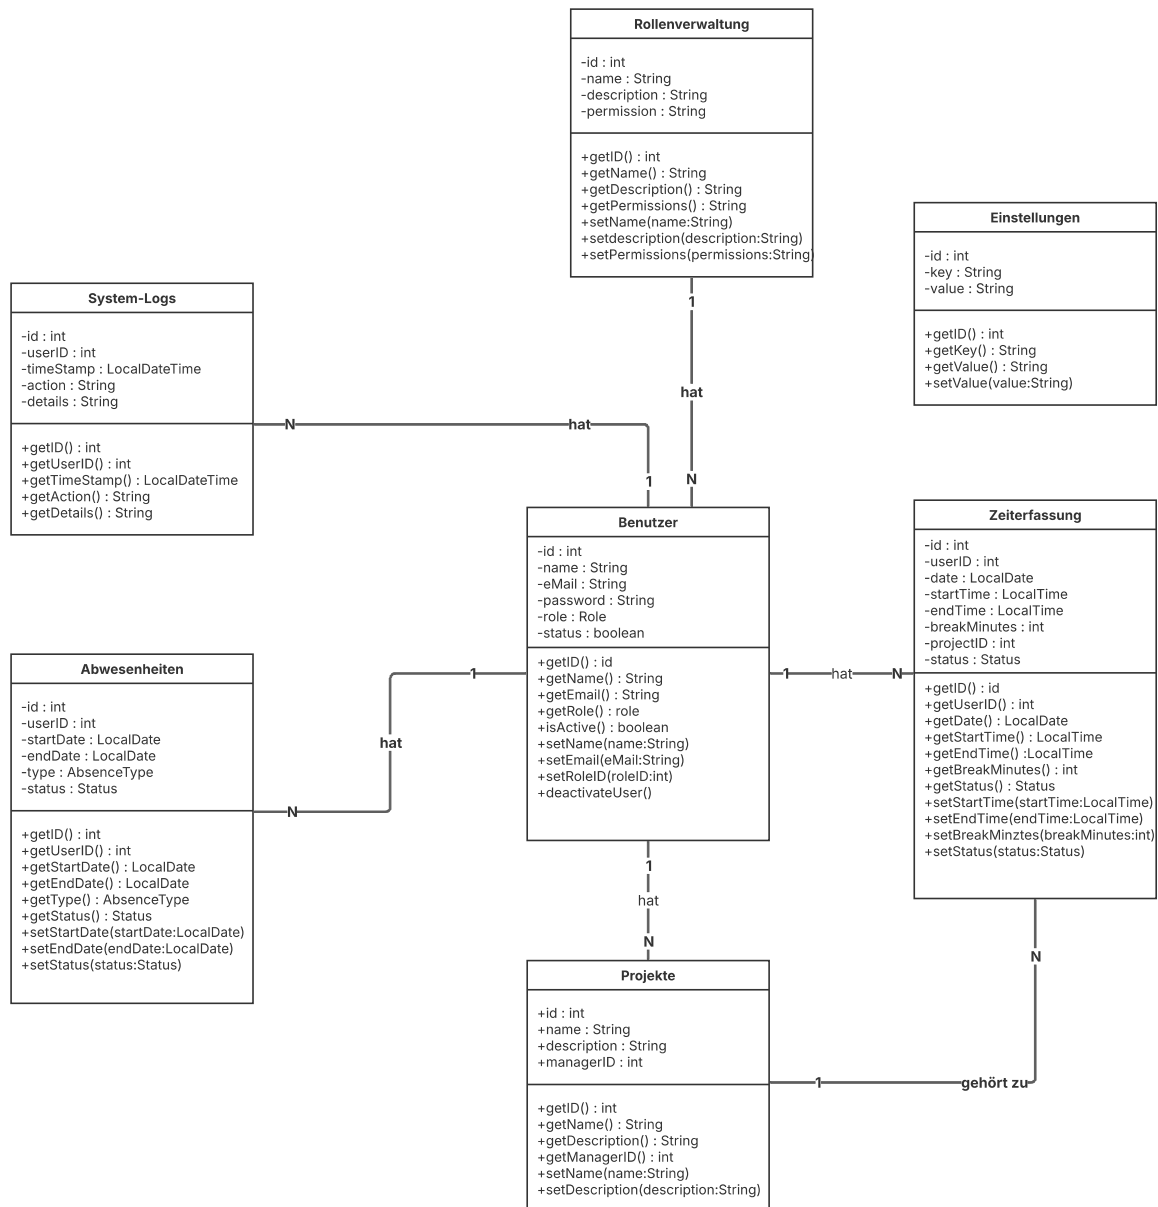 Rollenverwaltung
-id : int
-name : String
-description : String
-permission : String
+getID() : int
+getName() : String
+getDescription() : String
+getPermissions() : String
+setName(name:String)
+setdescription(description:String)
+setPermissions(permissions:String)
1
hat
N
Einstellungen
-id : int
-key : String
-value : String
+getID() : int
+getKey() : String
+getValue() : String
+setValue(value:String)
System-Logs
-id : int
-userID : int
-timeStamp : LocalDateTime
-action : String
-details : String
+getID() : int
+getUserID() : int
+getTimeStamp() : LocalDateTime
+getAction() : String
+getDetails() : String
N
hat
1
Benutzer
-id : int
-name : String
-eMail : String
-password : String
-role : Role
-status : boolean
+getID() : id
+getName() : String
+getEmail() : String
+getRole() : role
+isActive() : boolean
+setName(name:String)
+setEmail(eMail:String)
+setRoleID(roleID:int)
+deactivateUser()
1
hat
N
Zeiterfassung
-id : int
-userID : int
-date : LocalDate
-startTime : LocalTime
-endTime : LocalTime
-breakMinutes : int
-projectID : int
-status : Status
+getID() : id
+getUserID() : int
+getDate() : LocalDate
+getStartTime() : LocalTime
+getEndTime() :LocalTime
+getBreakMinutes() : int
+getStatus() : Status
+setStartTime(startTime:LocalTime)
+setEndTime(endTime:LocalTime)
+setBreakMinztes(breakMinutes:int)
+setStatus(status:Status)
Abwesenheiten
-id : int
-userID : int
-startDate : LocalDate
-endDate : LocalDate
-type : AbsenceType
-status : Status
+getID() : int
+getUserID() : int
+getStartDate() : LocalDate
+getEndDate() : LocalDate
+getType() : AbsenceType
+getStatus() : Status
+setStartDate(startDate:LocalDate)
+setEndDate(endDate:LocalDate)
+setStatus(status:Status)
1
hat
N
1
hat
N
Projekte
+id : int
+name : String
+description : String
+managerID : int
+getID() : int
+getName() : String
+getDescription() : String
+getManagerID() : int
+setName(name:String)
+setDescription(description:String)
N
1
gehört zu